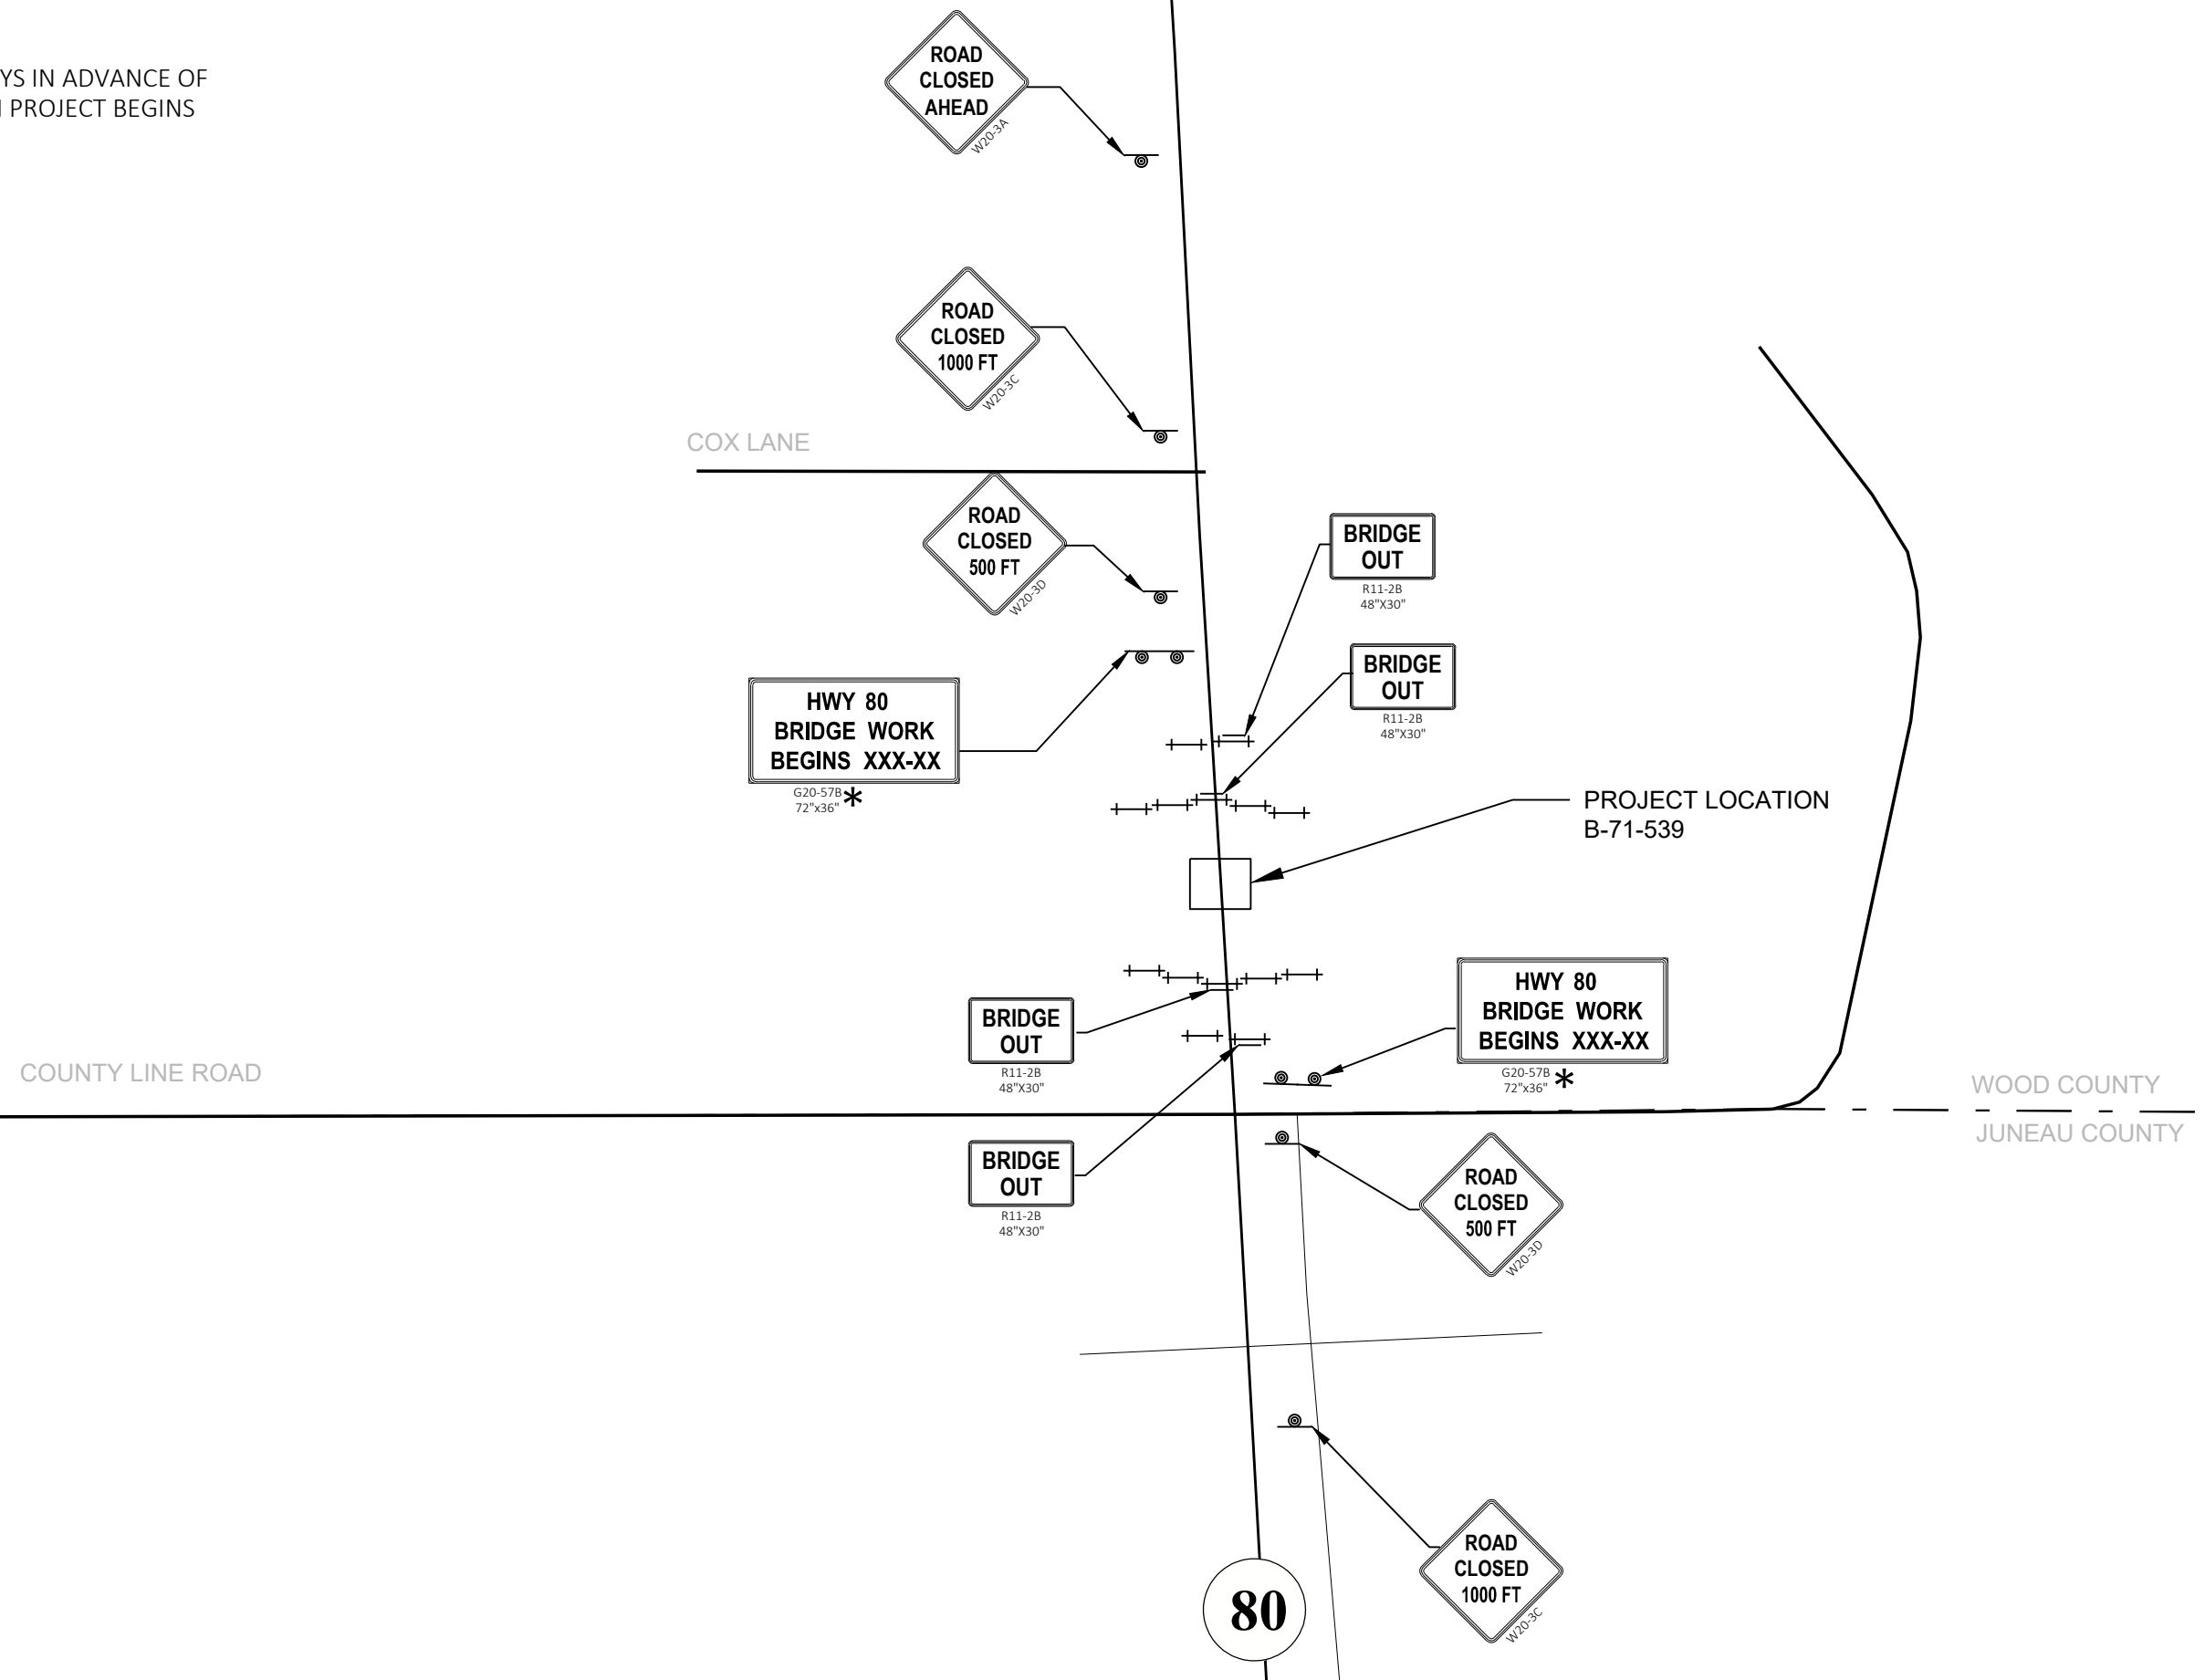 YS IN ADVANCE OF
PROJECT BEGINS
ROAD
CLOSED
AHEAD
W20-3A
ROAD
CLOSED
1000 FT
W20-3C
COX LANE
ROAD
CLOSED
500 FT
W20-3D
BRIDGE
OUT
R11-2B
48"X30"
BRIDGE
OUT
R11-2B
48"X30"
HWY 80
BRIDGE WORK
BEGINS XXX-XX
G20-57B
72"x36" *
PROJECT LOCATION
B-71-539
BRIDGE
OUT
R11-2B
48"X30"
HWY 80
BRIDGE WORK
BEGINS XXX-XX
G20-57B
72"x36" *
COUNTY LINE ROAD
WOOD COUNTY
JUNEAU COUNTY
BRIDGE
OUT
R11-2B
48"X30"
ROAD
CLOSED
500 FT
W20-3D
ROAD
CLOSED
1000 FT
W20-3C
80